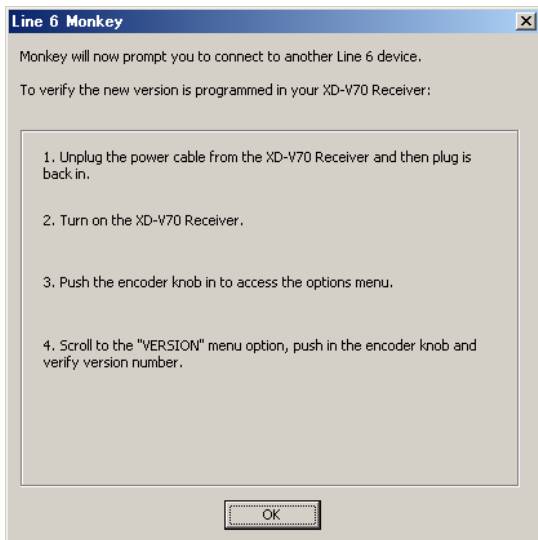 Line 6 Monkey
Monkey will now prompt you to connect to another Line 6 device.
To verify the new version is programmed in your XD-V70 Receiver:
1. Unplug the power cable from the XD-V70 Receiver and then plug is
back in.
2. Turn on the XD-V70 Receiver.
3. Push the encoder knob in to access the options menu.
4. Scroll to the "VERSION" menu option, push in the encoder knob and
verify version number.
OK